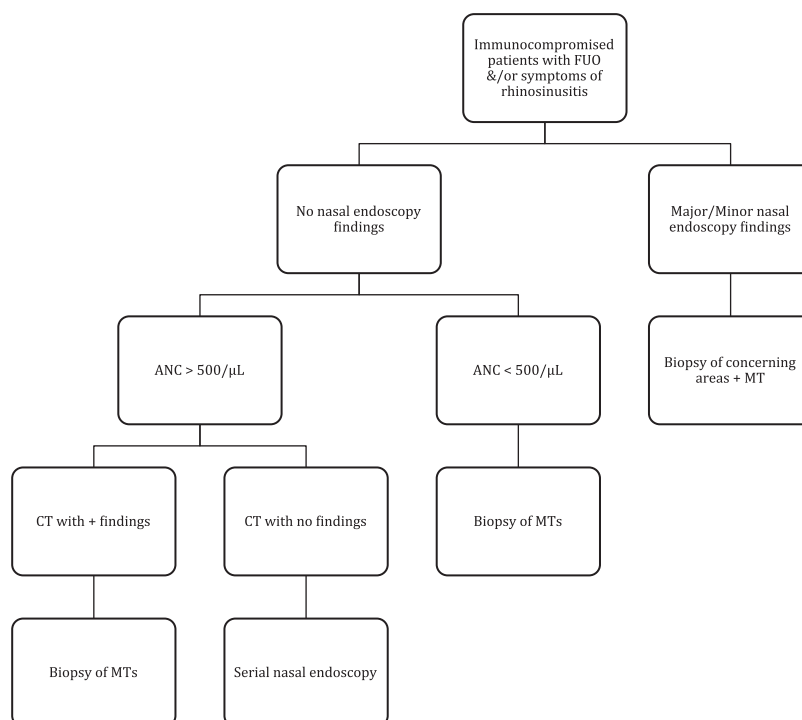 Immunocompromised
patients with FUO
&/or symptoms of
rhinosinusitis
No nasal endoscopy
findings
Major/Minor nasal
endoscopy findings
ANC > 500/μL
ANC < 500/μL
Biopsy of concerning
areas + MT
CT with + findings
CT with no findings
Biopsy of MTs
Biopsy of MTs
Serial nasal endoscopy